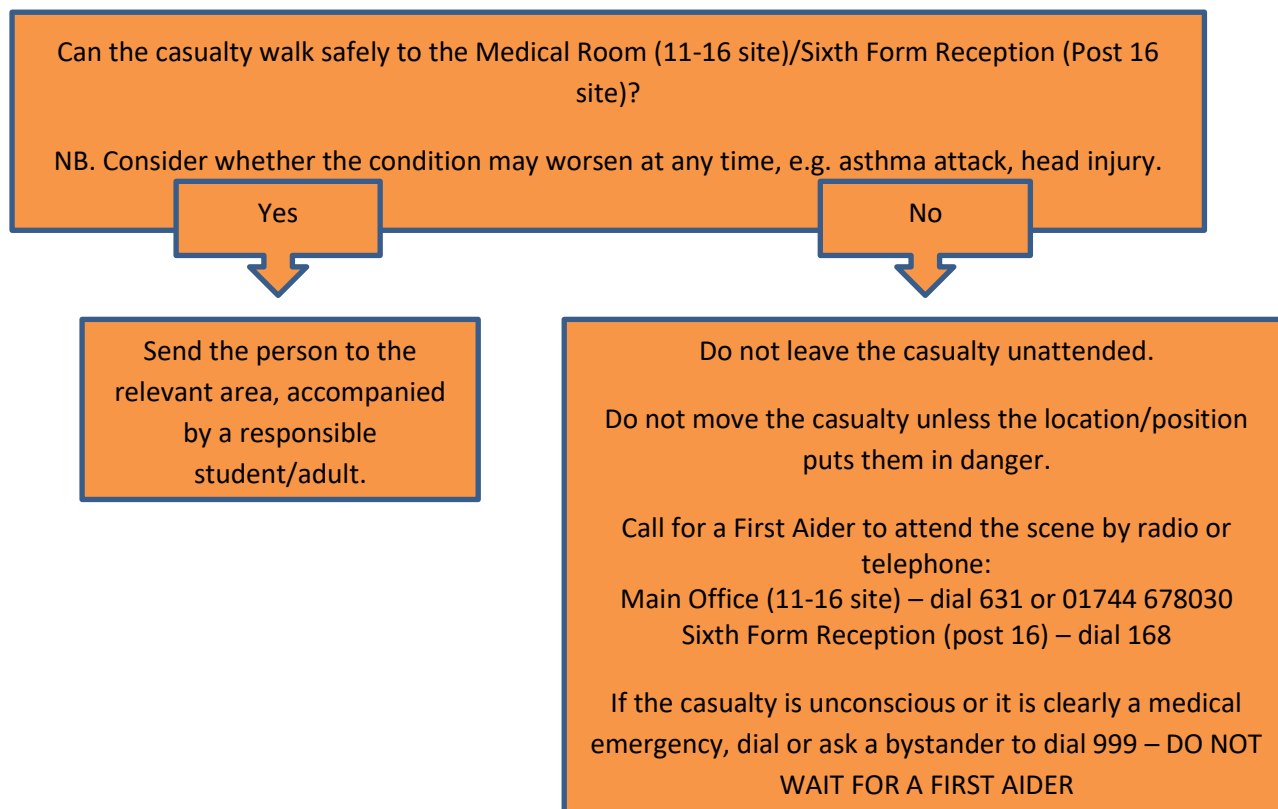 Can the casualty walk safely to the Medical Room (11-16 site)/Sixth Form Reception (Post 16
site)?
NB. Consider whether the condition may worsen at any time, e.g. asthma attack, head injury.
Yes
No
Send the person to the
relevant area, accompanied
by a responsible
student/adult.
Do not leave the casualty unattended.
Do not move the casualty unless the location/position
puts them in danger.
Call for a First Aider to attend the scene by radio or
telephone:
Main Office (11-16 site) – dial 631 or 01744 678030
Sixth Form Reception (post 16) – dial 168
If the casualty is unconscious or it is clearly a medical
emergency, dial or ask a bystander to dial 999 – DO NOT
WAIT FOR A FIRST AIDER